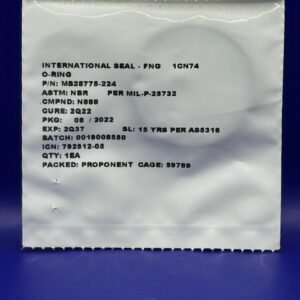 INTERNATIONAL SEAL - FNG 1CN74
O-RING
P/N: MS28775-224
ASTM: NBR PER MIL-P-25732
CMPND: N888
CURE: 2Q22
PKG: 08 / 2022
EXP: 2Q37 SL: 15 YRS PER AS5316
BATCH: 0019008550
ICN: 792512-05
QTY: 1EA
PACKED: PROPONENT CAGE: 59789